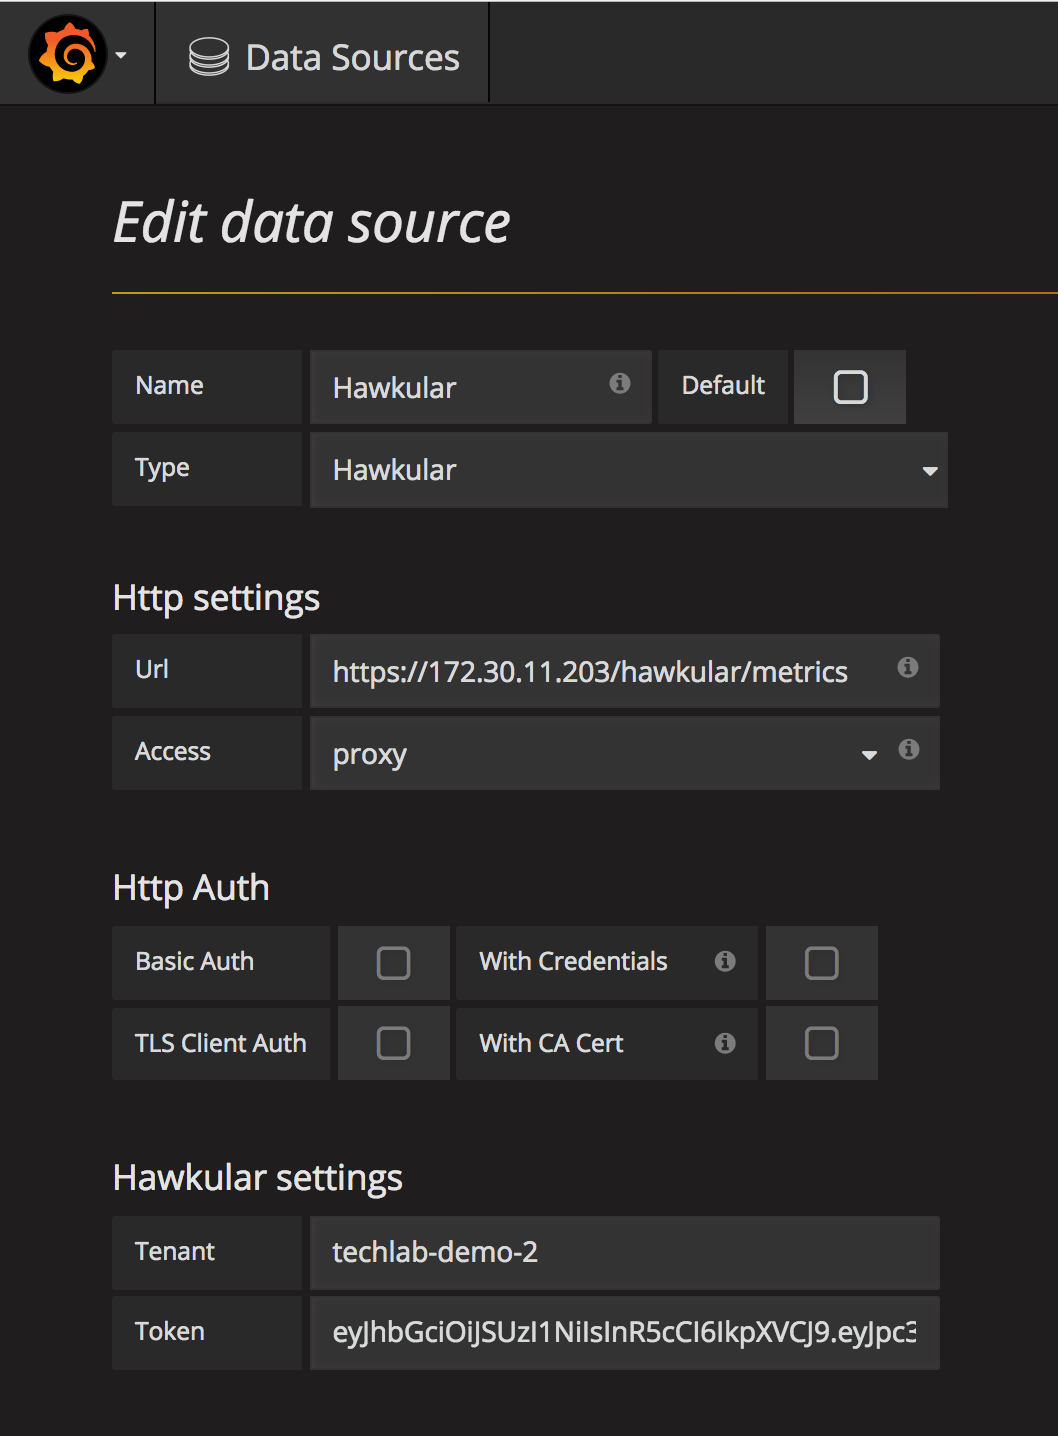 Data Sources
Edit data source
Name Hawkular Default
Type Hawkular
Http settings
Url https://172.30.11.203/hawkular/metrics
Access proxy
Http Auth
Basic Auth With Credentials
TLS Client Auth With CA Cert
Hawkular settings
Tenant techlab-demo-2
Token eyJhbGciOiJSUzI1NiIsInR5cCI6IkpXVCJ9.eyJpc3